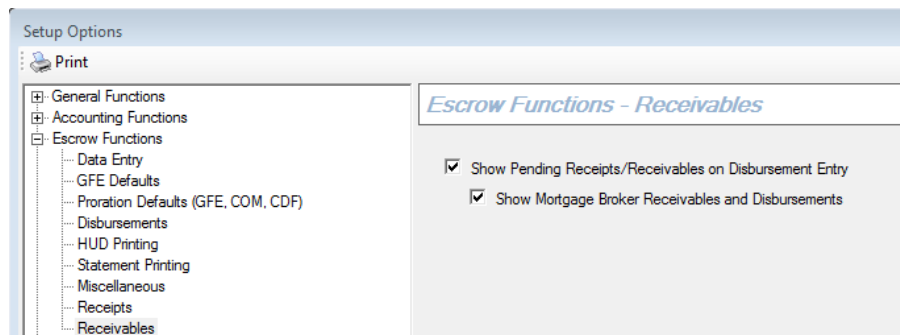 Setup Options
Print
General Functions
Accounting Functions
Escrow Functions
Data Entry
GFE Defaults
Proration Defaults (GFE, COM, CDF)
Disbursements
HUD Printing
Statement Printing
Miscellaneous
Receipts
Receivables
Escrow Functions - Receivables
Show Pending Receipts/Receivables on Disbursement Entry
Show Mortgage Broker Receivables and Disbursements